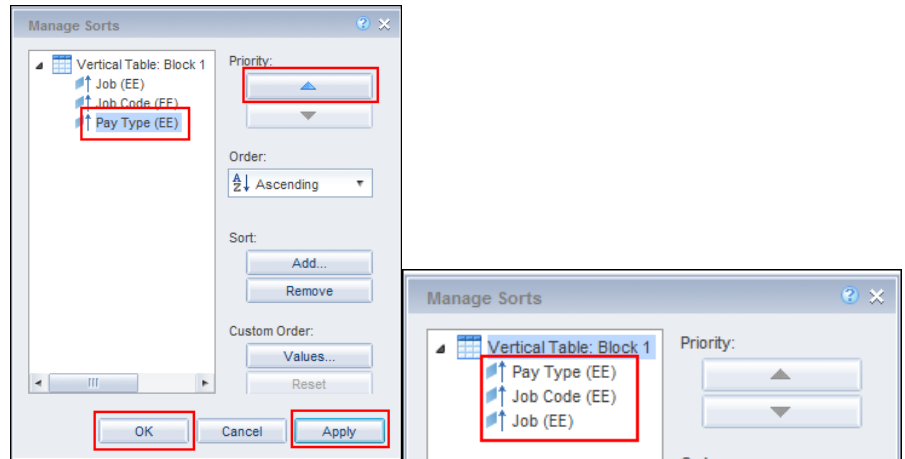 Manage Sorts
Vertical Table: Block 1
Job (EE)
Job Code (EE)
Pay Type (EE)
Priority:
Order:
Ascending
Sort:
Add...
Remove
Custom Order:
Values...
Reset
OK
Cancel
Apply
Manage Sorts
Vertical Table: Block 1
Pay Type (EE)
Job Code (EE)
Job (EE)
Priority: